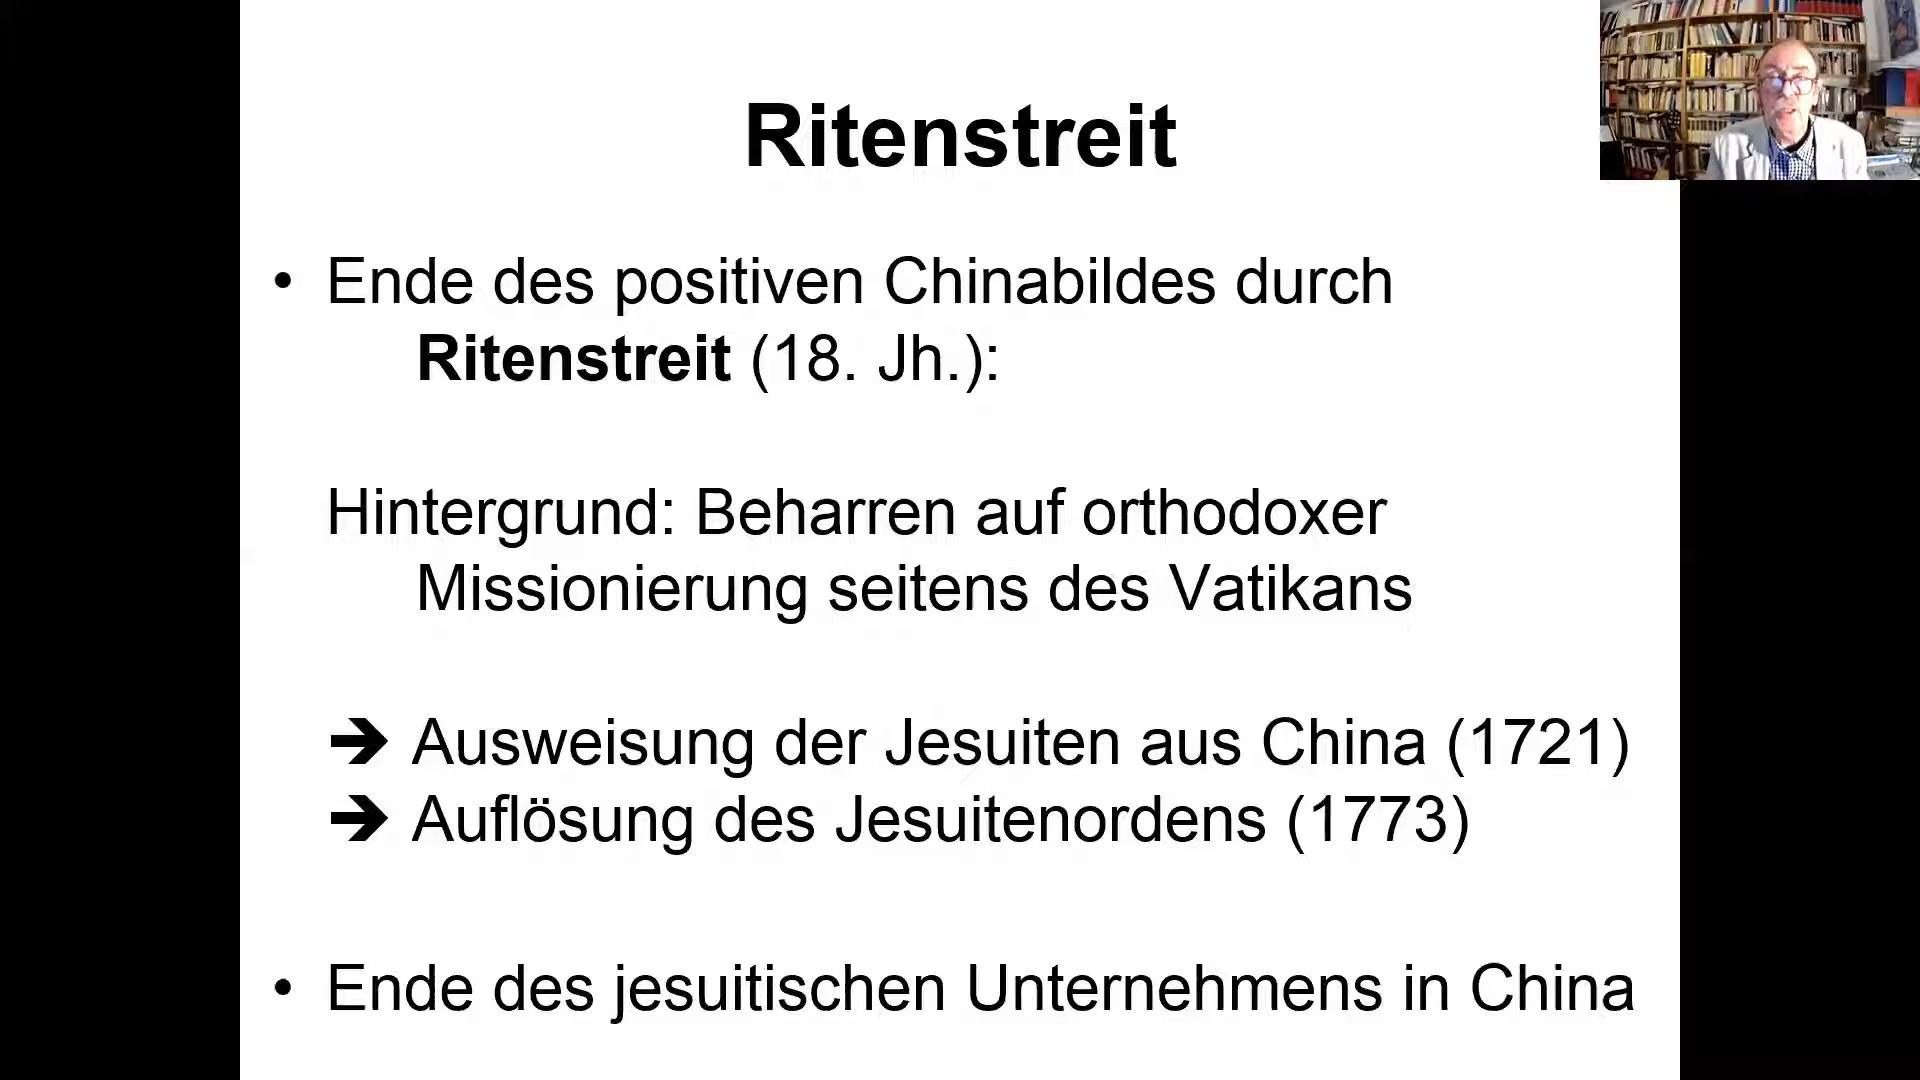 Ritenstreit
• Ende des positiven Chinabildes durch
Ritenstreit (18. Jh.):
Hintergrund: Beharren auf orthodoxer
Missionierung seitens des Vatikans
➔ Ausweisung der Jesuiten aus China (1721)
➔ Auflösung des Jesuitenordens (1773)
• Ende des jesuitischen Unternehmens in China